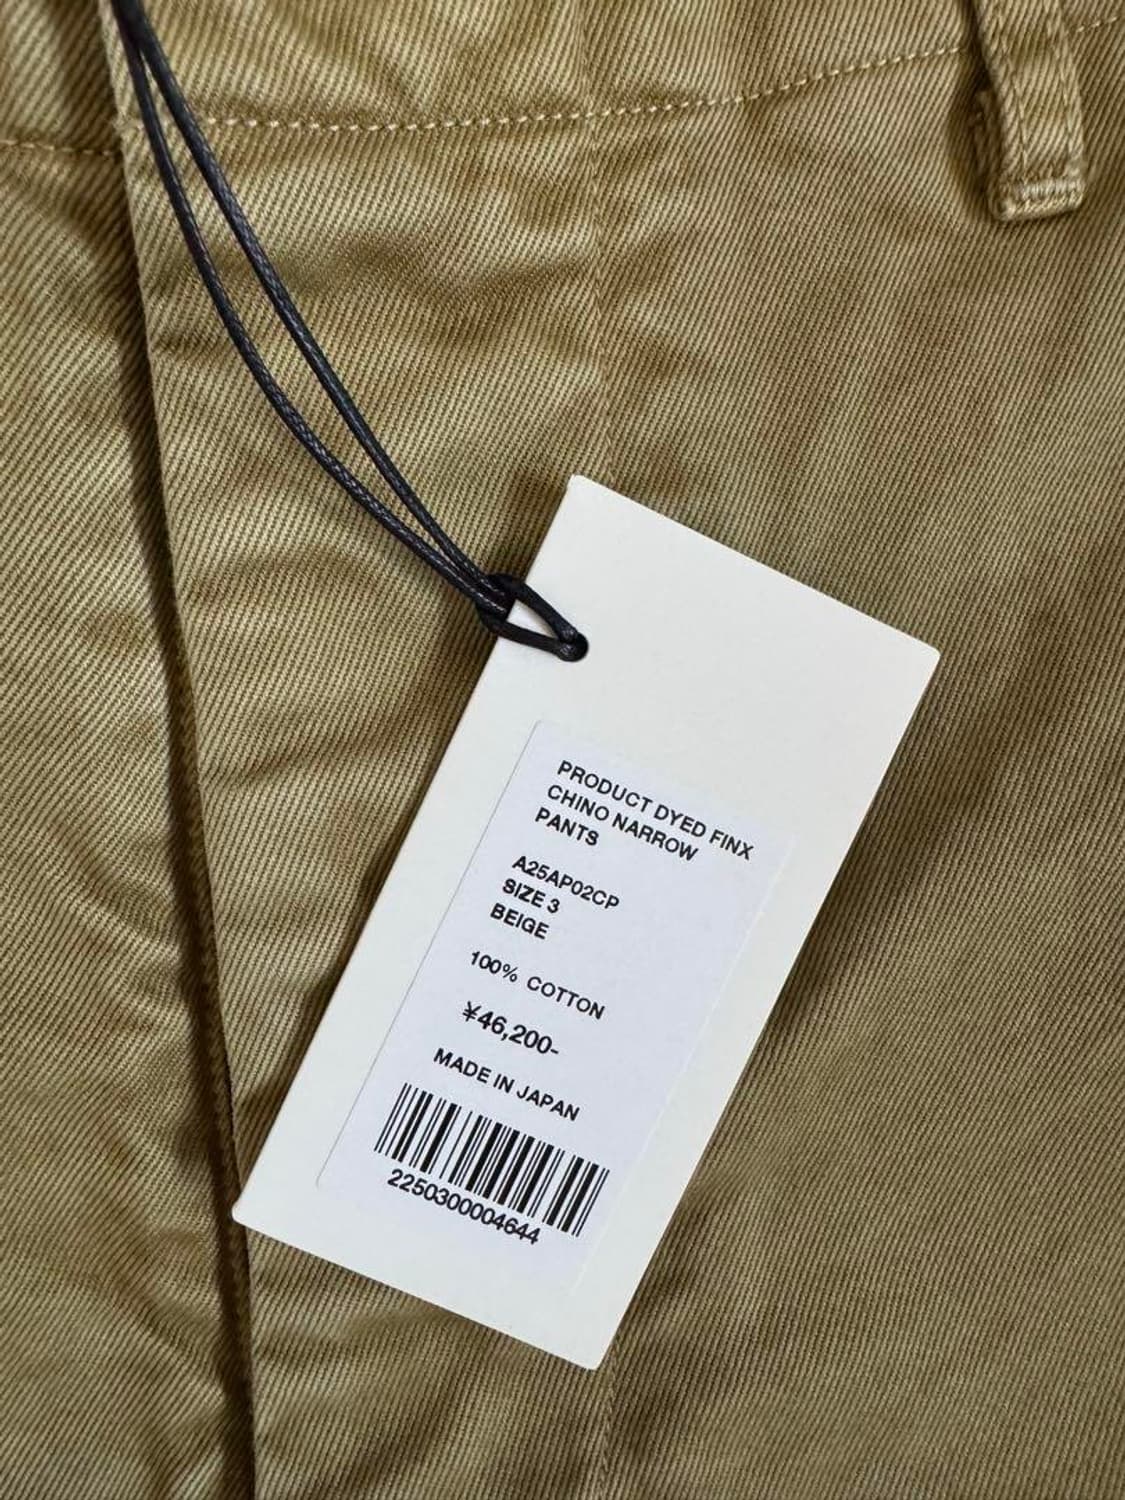 PRODUCT DYED FINX
CHINO NARROW
PANTS
A25AP02CP
SIZE 3
BEIGE
100% COTTON
¥46,200-
MADE IN JAPAN
2250300004644